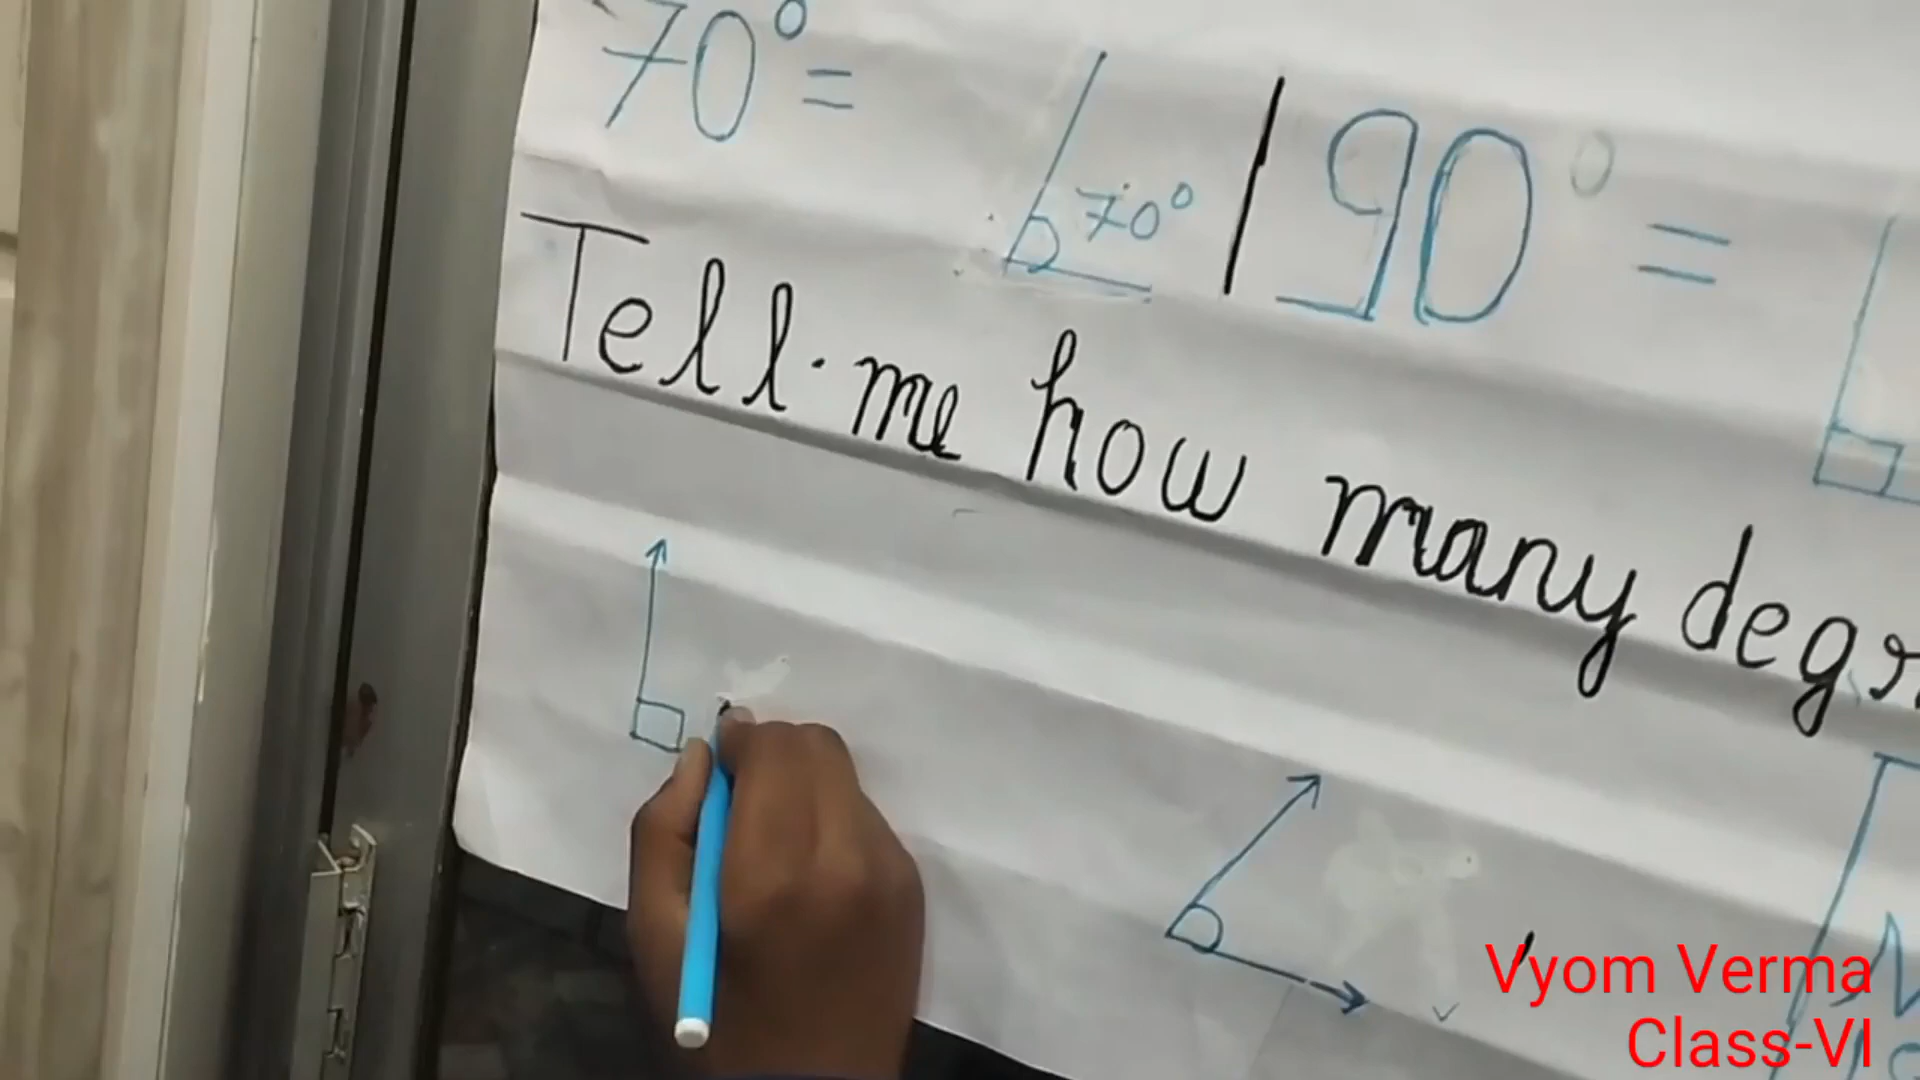 70° =
70°
90° =
Tell me how many degr
Vyom Verma
Class-VI